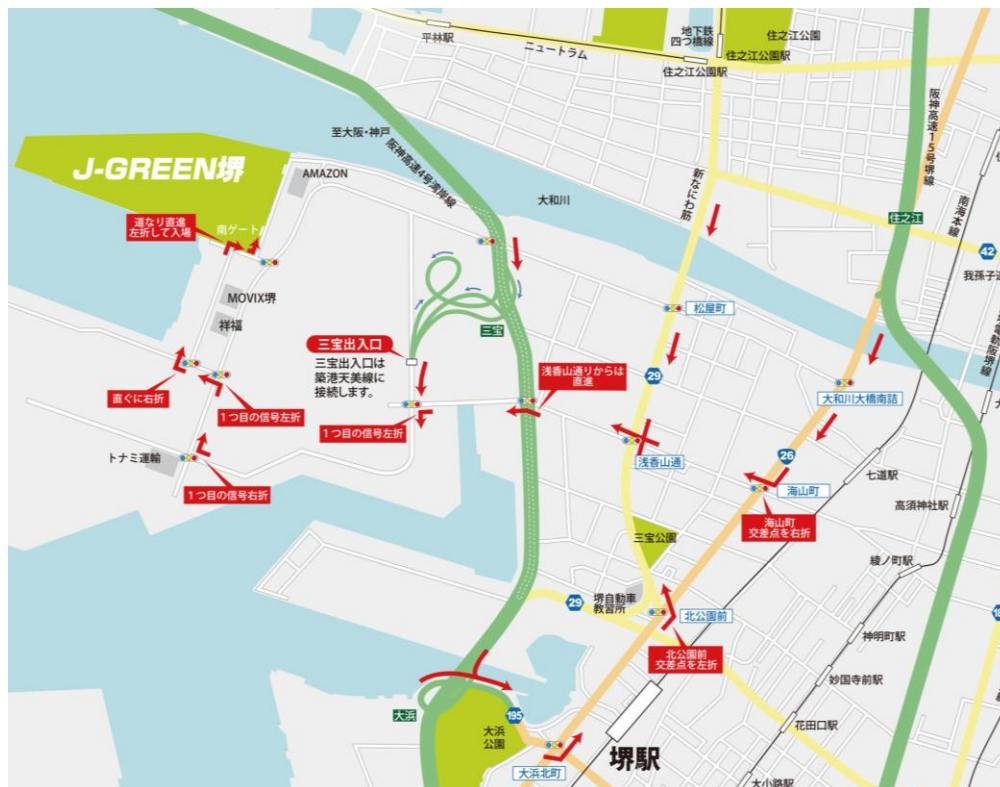 平林駅
ニュートラム
地下鉄
四つ橋線
住之江公園
住之江公園駅
住之江公園駅
至大阪・神戸
阪神高速4号湾岸線
阪神高速15号堺線
J-GREEN堺
AMAZON
大和川
新なにわ筋
住之江
南海本線
42
我孫子道
道なり直進
左折して入場
南ゲート
MOVIX堺
祥福
三宝
松屋町
三宝出入口
三宝出入口は
築港天美線に
接続します。
浅香山通りからは
直進
29
大和川大橋南詰
直ぐに右折
1つ目の信号左折
1つ目の信号左折
浅香山通
26
トナミ運輸
1つ目の信号右折
海山町
七道駅
高須神社駅
海山町
交差点を右折
三宝公園
綾ノ町駅
29
堺自動車
教習所
北公園前
神明町駅
北公園前
交差点を左折
妙国寺前駅
大浜
195
大浜
公園
花田口駅
堺駅
大浜北町
大小路駅